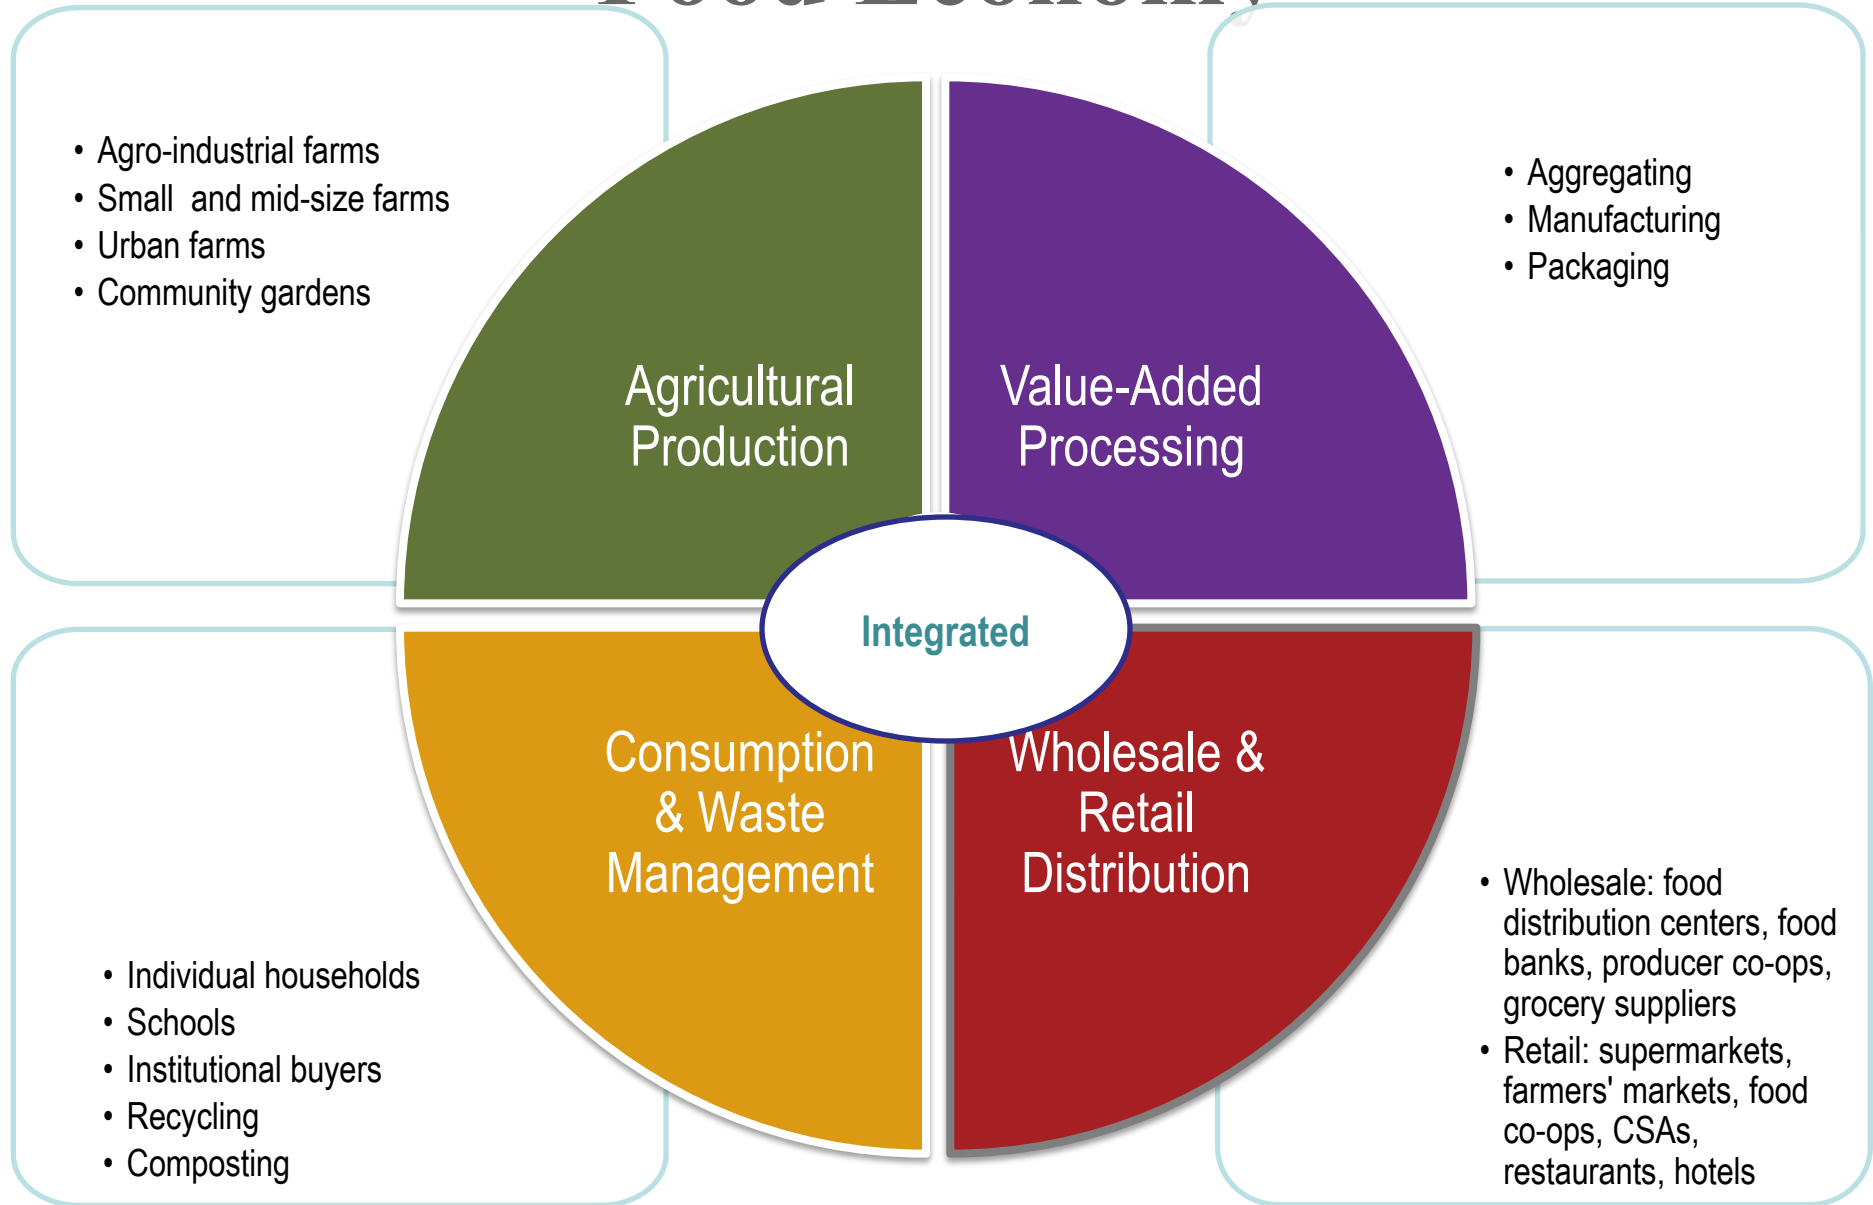 Food Economy
• Agro-industrial farms
• Small and mid-size farms
• Urban farms
• Community gardens
• Aggregating
• Manufacturing
• Packaging
Agricultural
Production
Value-Added
Processing
Integrated
Consumption
& Waste
Management
Wholesale &
Retail
Distribution
• Individual households
• Schools
• Institutional buyers
• Recycling
• Composting
• Wholesale: food
distribution centers, food
banks, producer co-ops,
grocery suppliers
• Retail: supermarkets,
farmers' markets, food
co-ops, CSAs,
restaurants, hotels